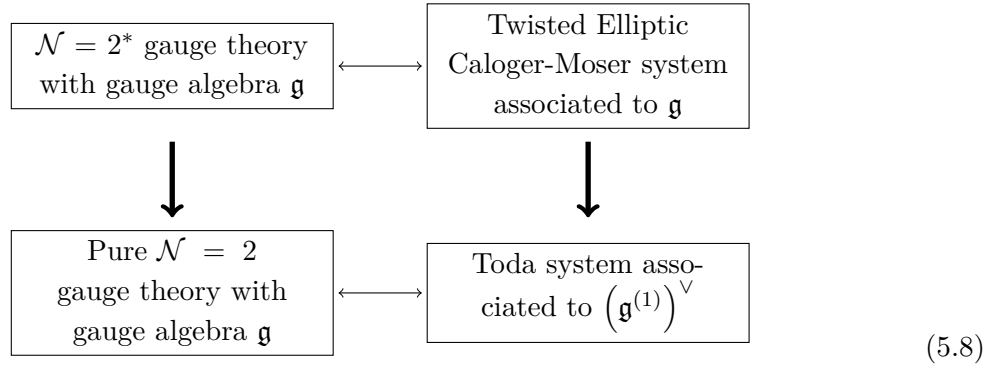 𝒩 = 2* gauge theory
with gauge algebra 𝔤
Twisted Elliptic
Caloger-Moser system
associated to 𝔤
Pure 𝒩 = 2
gauge theory with
gauge algebra 𝔤
Toda system asso-
ciated to (𝔤^(1))^∨
(5.8)